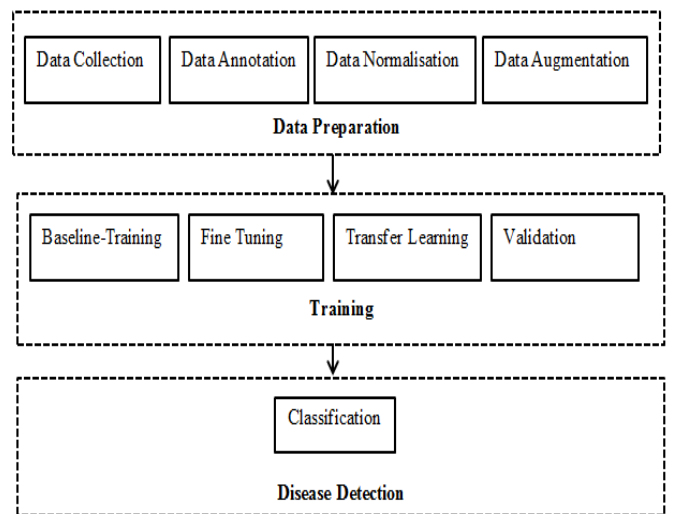 Data Collection
Data Annotation
Data Normalisation
Data Augmentation
Data Preparation
Baseline-Training
Fine Tuning
Transfer Learning
Validation
Training
Classification
Disease Detection